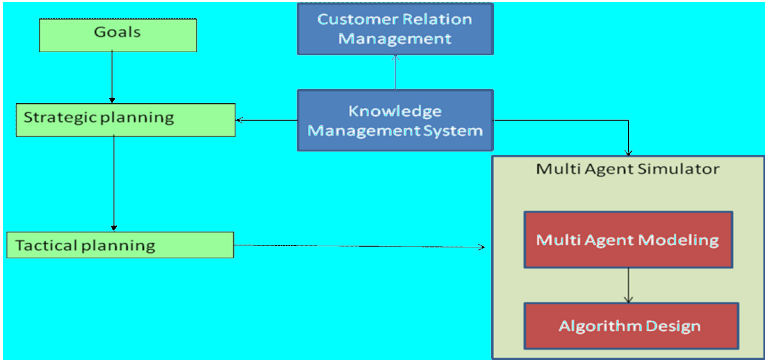 Goals
Customer Relation
Management
Strategic planning
Knowledge
Management System
Multi Agent Simulator
Tactical planning
Multi Agent Modeling
Algorithm Design